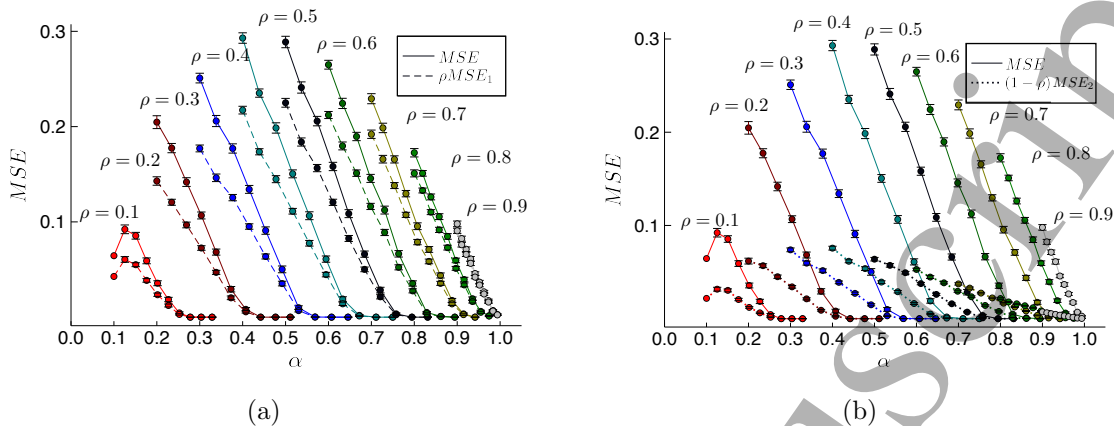 0.3
0.2
0.1
MSE
ρ = 0.1
ρ = 0.2
ρ = 0.3
ρ = 0.4
ρ = 0.5
ρ = 0.6
ρ = 0.7
ρ = 0.8
ρ = 0.9
MSE
ρMSE₁
0.0 0.1 0.2 0.3 0.4 0.5 0.6 0.7 0.8 0.9 1.0
α
(a)
0.3
0.2
0.1
MSE
ρ = 0.1
ρ = 0.2
ρ = 0.3
ρ = 0.4
ρ = 0.5
ρ = 0.6
ρ = 0.7
ρ = 0.8
ρ = 0.9
MSE
(1 − ρ)MSE₂
0.0 0.1 0.2 0.3 0.4 0.5 0.6 0.7 0.8 0.9 1.0
α
(b)